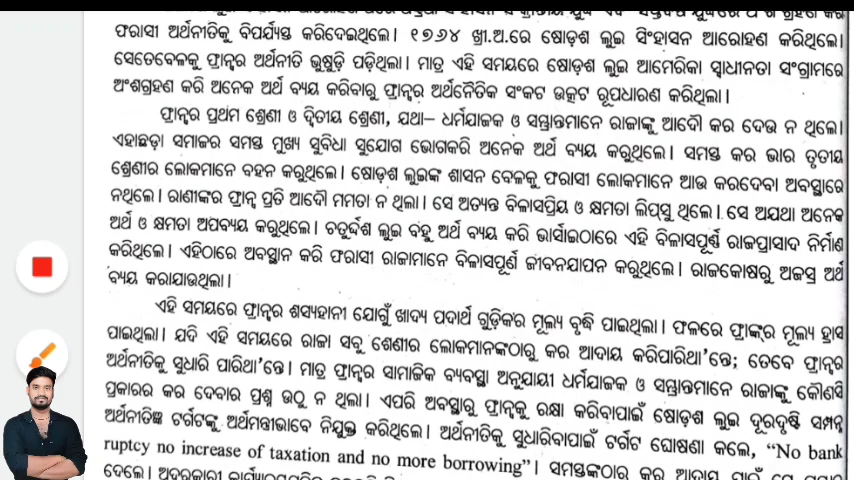 ଫରାସୀ ଅର୍ଥନୀତିକୁ ବିପର୍ଯ୍ୟସ୍ତ କରିଦେଇଥିଲେ। ୧୭୬୪ ଖ୍ରୀ.ଅ.ରେ ଷୋଡ଼ଶ ଲୁଇ ସିଂହାସନ ଆରୋହଣ କରିଥିଲେ।
ସେତେବେଳକୁ ଫ୍ରାନ୍ସର ଅର୍ଥନୀତି ଭୁଷୁଡ଼ି ପଡ଼ିଥିଲା। ମାତ୍ର ଏହି ସମୟରେ ଷୋଡ଼ଶ ଲୁଇ ଆମେରିକା ସ୍ୱାଧୀନତା ସଂଗ୍ରାମରେ
ଅଂଶଗ୍ରହଣ କରି ଅନେକ ଅର୍ଥ ବ୍ୟୟ କରିବାରୁ ଫ୍ରାନ୍ସର ଅର୍ଥନୈତିକ ସଂକଟ ଉତ୍କଟ ରୂପଧାରଣ କରିଥିଲା।
ଫ୍ରାନ୍ସର ପ୍ରଥମ ଶ୍ରେଣୀ ଓ ଦ୍ୱିତୀୟ ଶ୍ରେଣୀ, ଯଥା– ଧର୍ମଯାଜକ ଓ ସମ୍ଭ୍ରାନ୍ତମାନେ ରାଜାଙ୍କୁ ଆଦୌ କର ଦେଉ ନ ଥିଲେ।
ଏହାଛଡ଼ା ସମାଜର ସମସ୍ତ ମୁଖ୍ୟ ସୁବିଧା ସୁଯୋଗ ଭୋଗକରି ଅନେକ ଅର୍ଥ ବ୍ୟୟ କରୁଥିଲେ। ସମସ୍ତ କର ଭାର ତୃତୀୟ
ଶ୍ରେଣୀର ଲୋକମାନେ ବହନ କରୁଥିଲେ। ଷୋଡ଼ଶ ଲୁଇଙ୍କ ଶାସନ ବେଳକୁ ଫରାସୀ ଲୋକମାନେ ଆଉ କରଦେବା ଅବସ୍ଥାରେ
ନଥିଲେ। ରାଣୀଙ୍କର ଫ୍ରାନ୍ସ ପ୍ରତି ଆଦୌ ମମତା ନ ଥିଲା। ସେ ଅତ୍ୟନ୍ତ ବିଳାସପ୍ରିୟ ଓ କ୍ଷମତା ଲିପ୍ସୁ ଥିଲେ। ସେ ଅଯଥା ଅନେକ
ଅର୍ଥ ଓ କ୍ଷମତା ଅପବ୍ୟୟ କରୁଥିଲେ। ଚତୁର୍ଦ୍ଦଶ ଲୁଇ ବହୁ ଅର୍ଥ ବ୍ୟୟ କରି ଭାର୍ସାଇଠାରେ ଏହି ବିଳାସପୂର୍ଣ୍ଣ ରାଜପ୍ରାସାଦ ନିର୍ମାଣ
କରିଥିଲେ। ଏହିଠାରେ ଅବସ୍ଥାନ କରି ଫରାସୀ ରାଜାମାନେ ବିଳାସପୂର୍ଣ୍ଣ ଜୀବନଯାପନ କରୁଥିଲେ। ରାଜକୋଷରୁ ଅଜସ୍ର ଅର୍ଥ
ବ୍ୟୟ କରାଯାଉଥିଲା।
ଏହି ସମୟରେ ଫ୍ରାନ୍ସର ଶସ୍ୟହାନୀ ଯୋଗୁଁ ଖାଦ୍ୟ ପଦାର୍ଥ ଗୁଡ଼ିକର ମୂଲ୍ୟ ବୃଦ୍ଧି ପାଇଥିଲା। ଫଳରେ ଫ୍ରାଙ୍କ୍‌ର ମୂଲ୍ୟ ହ୍ରାସ
ପାଇଥିଲା। ଯଦି ଏହି ସମୟରେ ରାଜା ସବୁ ଶ୍ରେଣୀର ଲୋକମାନଙ୍କଠାରୁ କର ଆଦାୟ କରିପାରିଥା'ନ୍ତେ; ତେବେ ଫ୍ରାନ୍ସର
ଅର୍ଥନୀତିକୁ ସୁଧାରି ପାରିଥା'ନ୍ତେ। ମାତ୍ର ଫ୍ରାନ୍ସର ସାମାଜିକ ବ୍ୟବସ୍ଥା ଅନୁଯାୟୀ ଧର୍ମଯାଜକ ଓ ସମ୍ଭ୍ରାନ୍ତମାନେ ରାଜାଙ୍କୁ କୌଣସି
ପ୍ରକାରର କର ଦେବାର ପ୍ରଶ୍ନ ଉଠୁ ନ ଥିଲା। ଏପରି ଅବସ୍ଥାରୁ ଫ୍ରାନ୍ସକୁ ରକ୍ଷା କରିବାପାଇଁ ଷୋଡ଼ଶ ଲୁଇ ଦୂରଦୃଷ୍ଟି ସମ୍ପନ୍ନ
ଅର୍ଥନୀତିଜ୍ଞ ଟର୍ଗଟଙ୍କୁ ଅର୍ଥମନ୍ତ୍ରୀଭାବେ ନିଯୁକ୍ତ କରିଥିଲେ। ଅର୍ଥନୀତିକୁ ସୁଧାରିବାପାଇଁ ଟର୍ଗଟ ଘୋଷଣା କଲେ, "No bank
ruptcy no increase of taxation and no more borrowing"। ସମସ୍ତଙ୍କଠାରୁ କର ଆଦାୟ
ଦେଲେ।